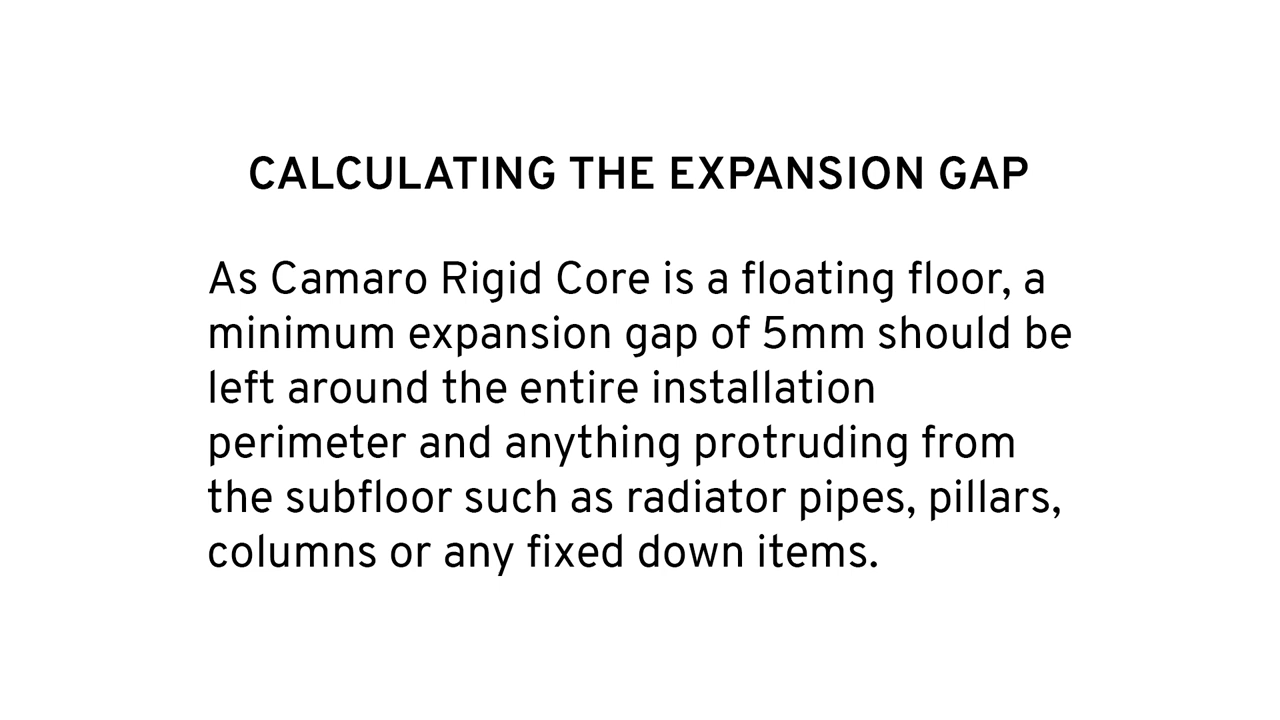 CALCULATING THE EXPANSION GAP
As Camaro Rigid Core is a floating floor, a
minimum expansion gap of 5mm should be
left around the entire installation
perimeter and anything protruding from
the subfloor such as radiator pipes, pillars,
columns or any fixed down items.